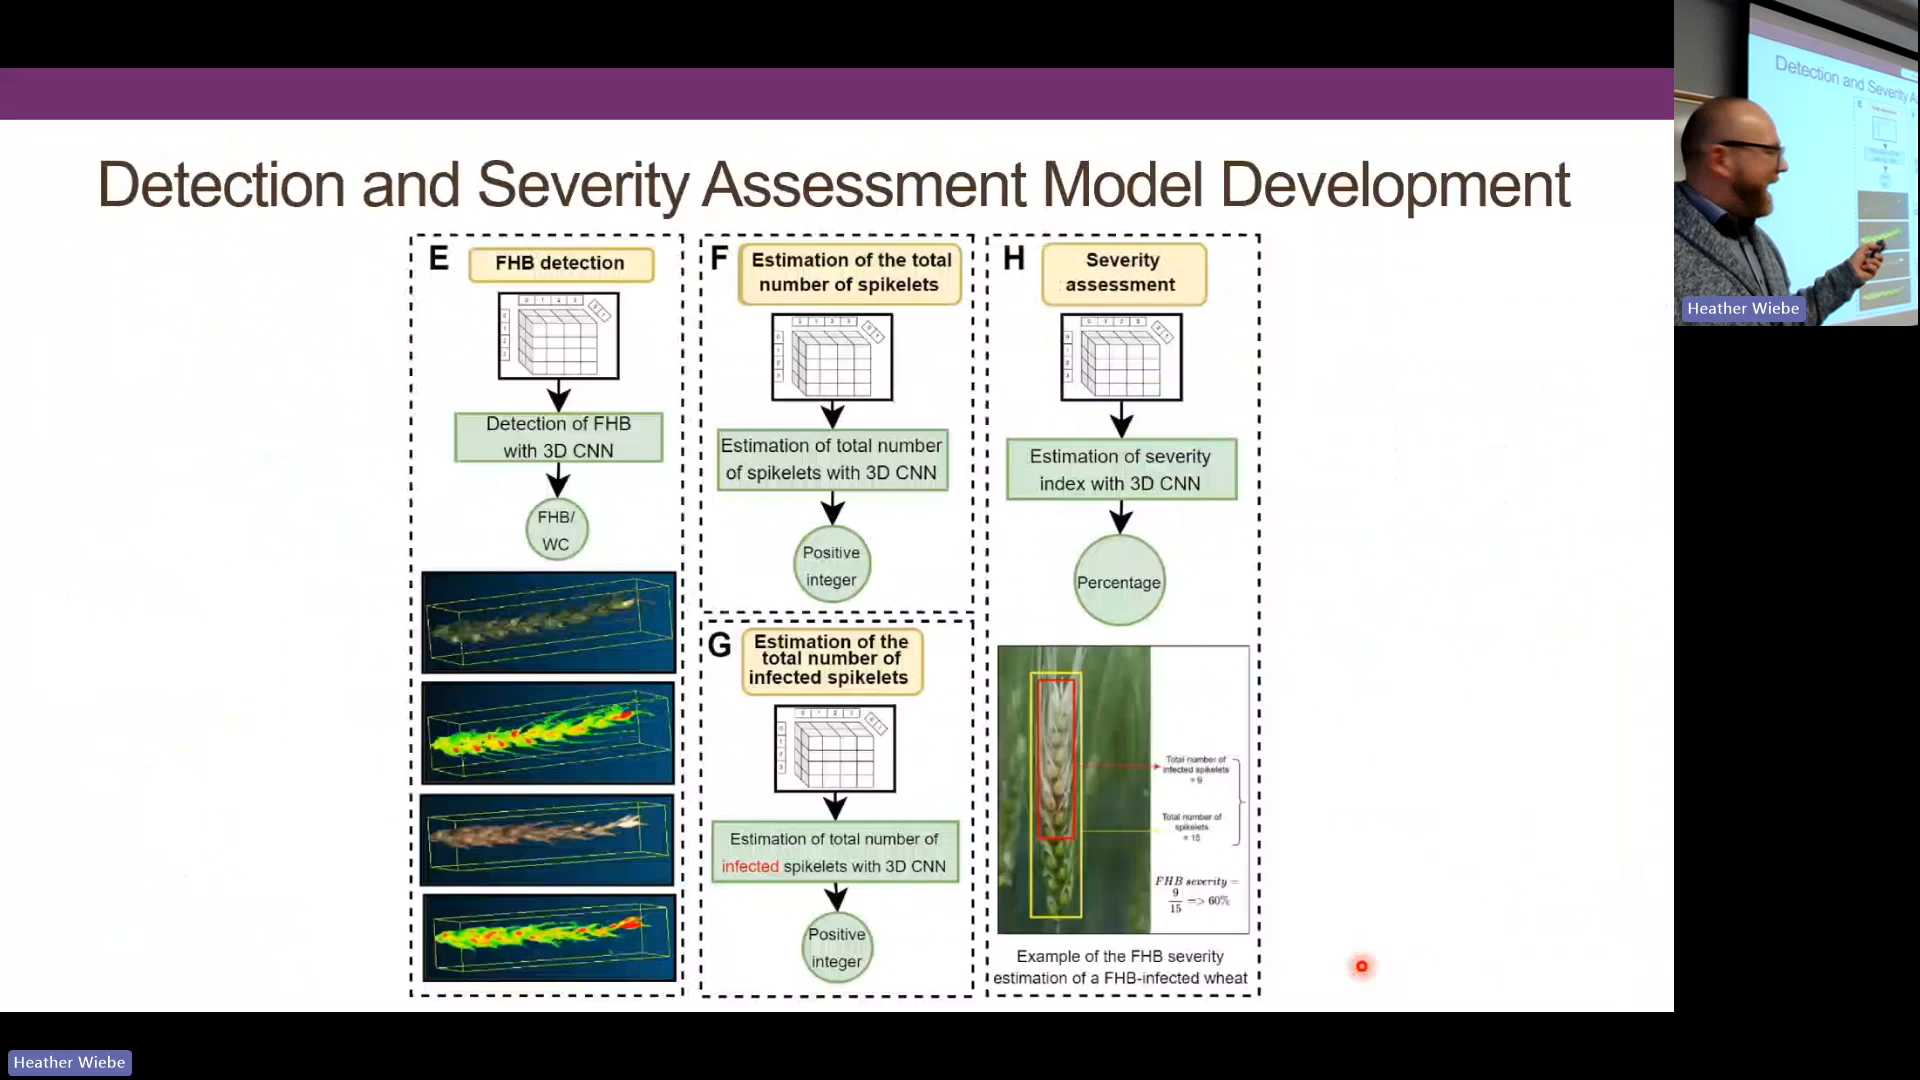 Detection and Severity Assessment Model Development
E
FHB detection
Detection of FHB
with 3D CNN
FHB/
WC
F
Estimation of the total
number of spikelets
Estimation of total number
of spikelets with 3D CNN
Positive
integer
G
Estimation of the
total number of
infected spikelets
Estimation of total number of
infected spikelets with 3D CNN
Positive
integer
H
Severity
assessment
Estimation of severity
index with 3D CNN
Percentage
Total number of
infected spikelets
= 9
Total number of
spikelets
= 15
FHB severity =
9
15
=> 60%
Example of the FHB severity
estimation of a FHB-infected wheat
Detection and Severity A
Heather Wiebe
Heather Wiebe